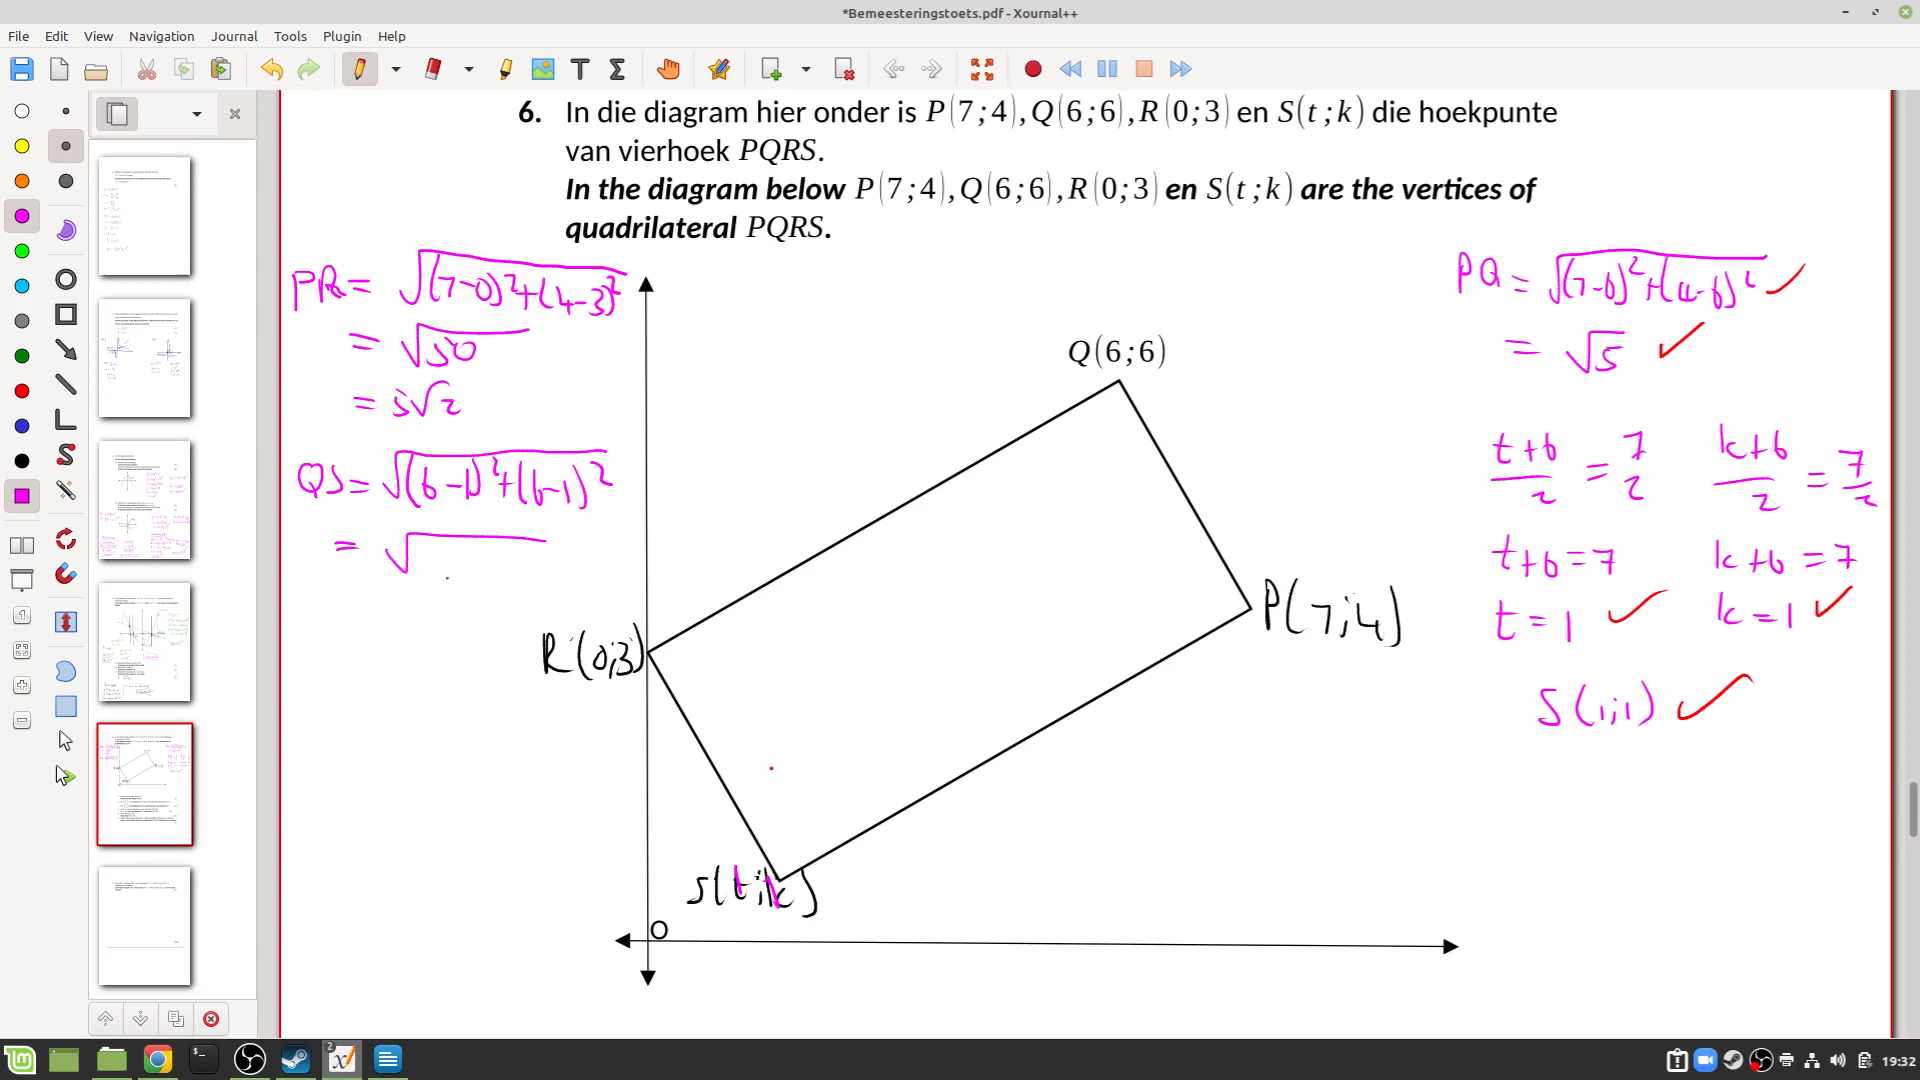 *Bemeesteringstoets.pdf - Xournal++
File Edit View Navigation Journal Tools Plugin Help
6. In die diagram hier onder is P(7;4),Q(6;6),R(0;3) en S(t;k) die hoekpunte
van vierhoek PQRS.
In the diagram below P(7;4),Q(6;6),R(0;3) en S(t;k) are the vertices of
quadrilateral PQRS.
PR = √(7-0)²+(4-3)²
= √50
= 5√2
QS = √(6-1)²+(6-1)²
= √
Q(6;6)
R(0;3)
P(7;4)
S(t;k)
O
PQ = √(7-6)²+(4-6)² ✓
= √5 ✓
t+6/2 = 7/2 k+6/2 = 7/2
t+6=7 k+6=7
t=1 ✓ k=1 ✓
S(1;1) ✓
19:32